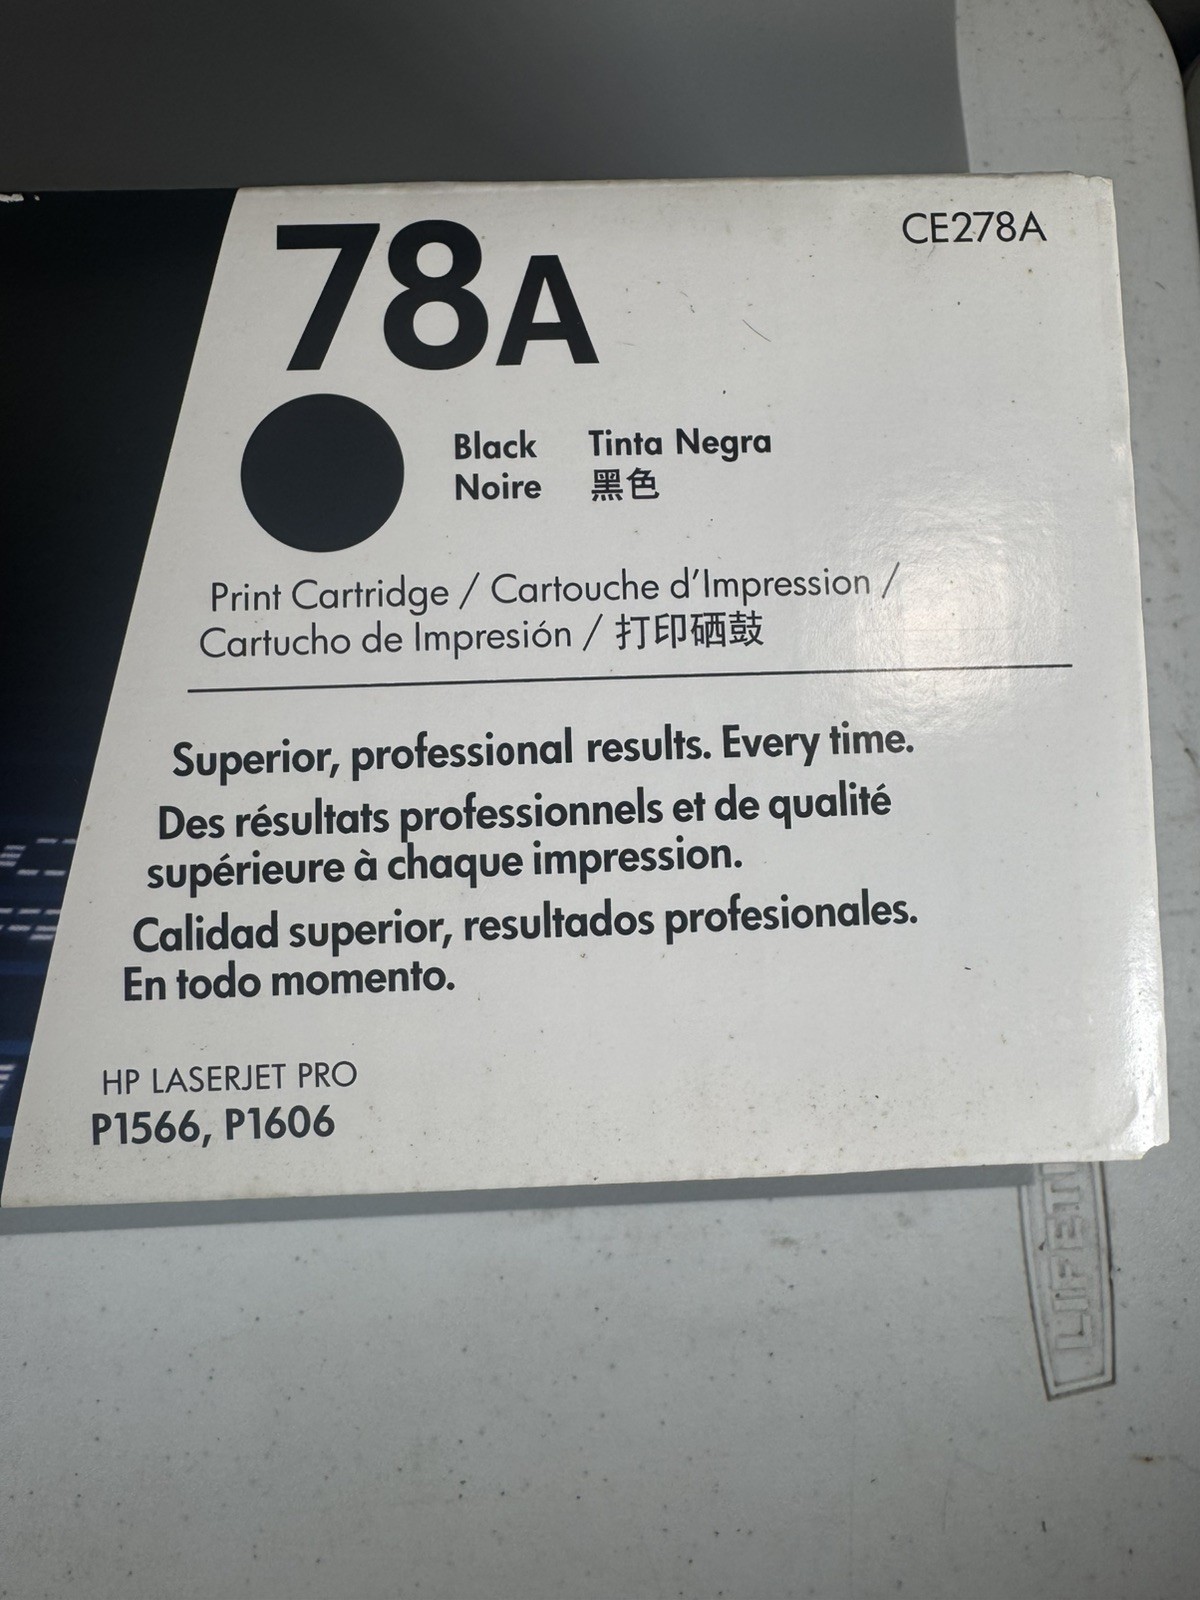 78A
CE278A
Black Tinta Negra
Noire 黑色
Print Cartridge / Cartouche d'Impression /
Cartucho de Impresión / 打印硒鼓
Superior, professional results. Every time.
Des résultats professionnels et de qualité
supérieure à chaque impression.
Calidad superior, resultados profesionales.
En todo momento.
HP LASERJET PRO
P1566, P1606